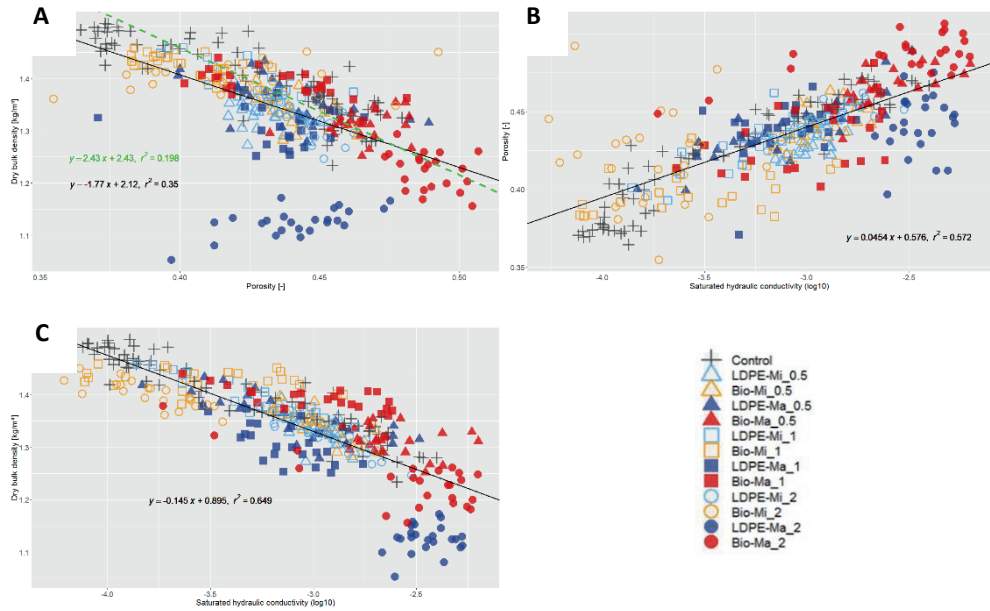 A
Dry bulk density [kg/m³]
1.4
1.3
1.2
1.1
y=-2.43 x + 2.43, r² = 0.198
y=-1.77 x + 2.12, r² = 0.35
0.35
0.40
0.45
0.50
Porosity [-]
B
Porosity [-]
0.45
0.40
0.35
y = 0.0454 x + 0.576, r² = 0.572
-4.0
-3.5
-3.0
-2.5
Saturated hydraulic conductivity (log10)
C
Dry bulk density [kg/m³]
1.4
1.3
1.2
1.1
y = -0.145 x + 0.895, r² = 0.649
-4.0
-3.5
-3.0
-2.5
Saturated hydraulic conductivity (log10)
Control
LDPE-Mi_0.5
Bio-Mi_0.5
LDPE-Ma_0.5
Bio-Ma_0.5
LDPE-Mi_1
Bio-Mi_1
LDPE-Ma_1
Bio-Ma_1
LDPE-Mi_2
Bio-Mi_2
LDPE-Ma_2
Bio-Ma_2